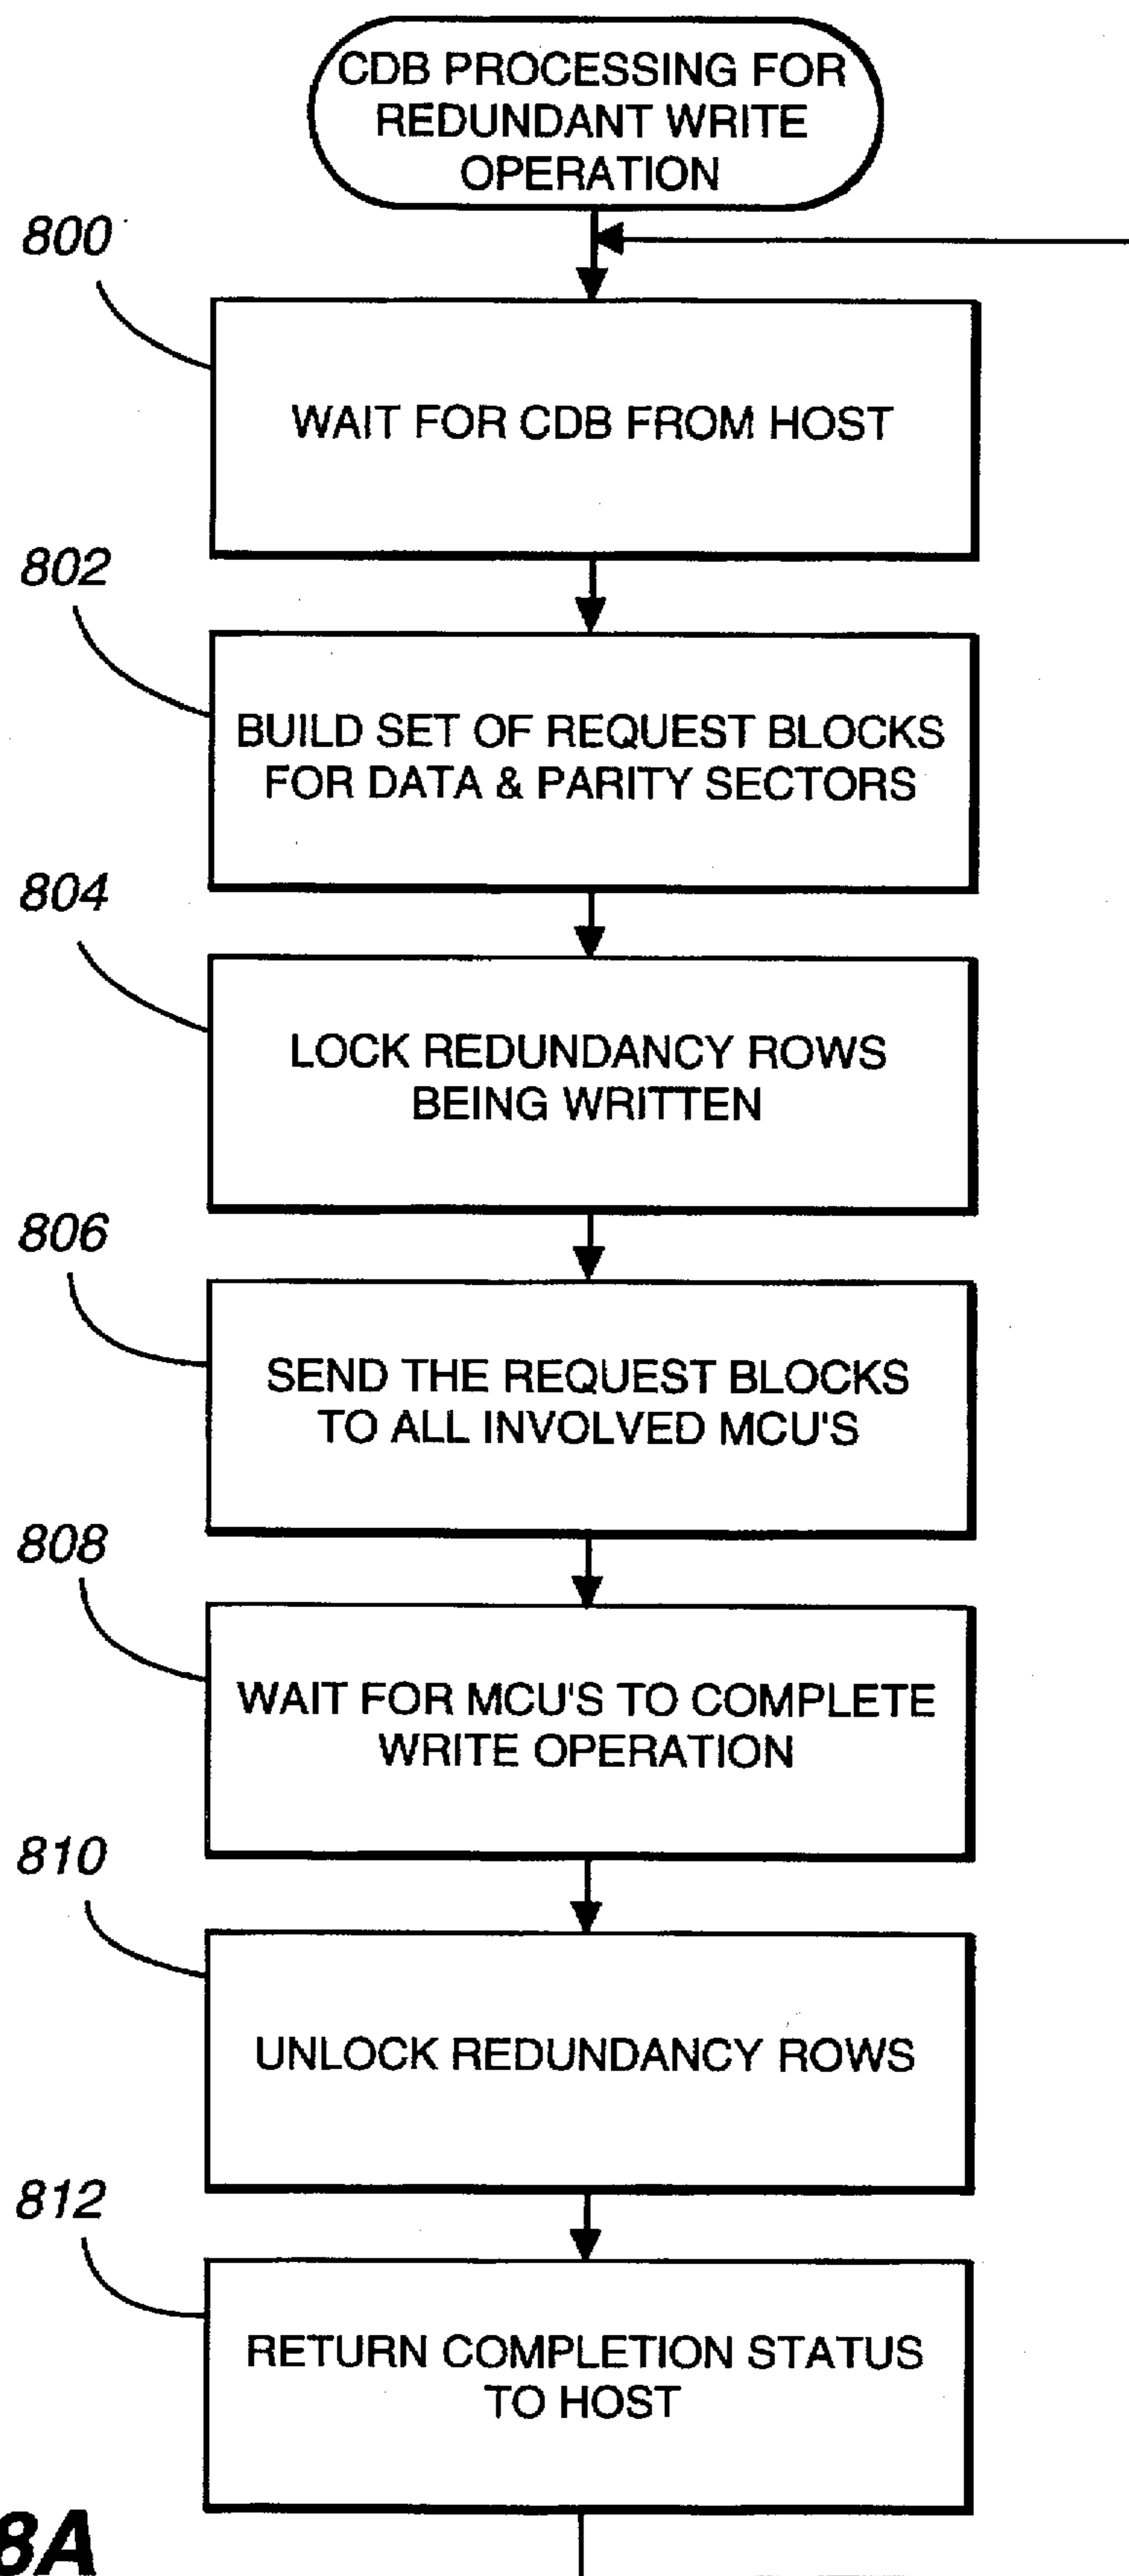 CDB PROCESSING FOR
REDUNDANT WRITE
OPERATION
800
WAIT FOR CDB FROM HOST
802
BUILD SET OF REQUEST BLOCKS
FOR DATA & PARITY SECTORS
804
LOCK REDUNDANCY ROWS
BEING WRITTEN
806
SEND THE REQUEST BLOCKS
TO ALL INVOLVED MCU'S
808
WAIT FOR MCU'S TO COMPLETE
WRITE OPERATION
810
UNLOCK REDUNDANCY ROWS
812
RETURN COMPLETION STATUS
TO HOST
8A